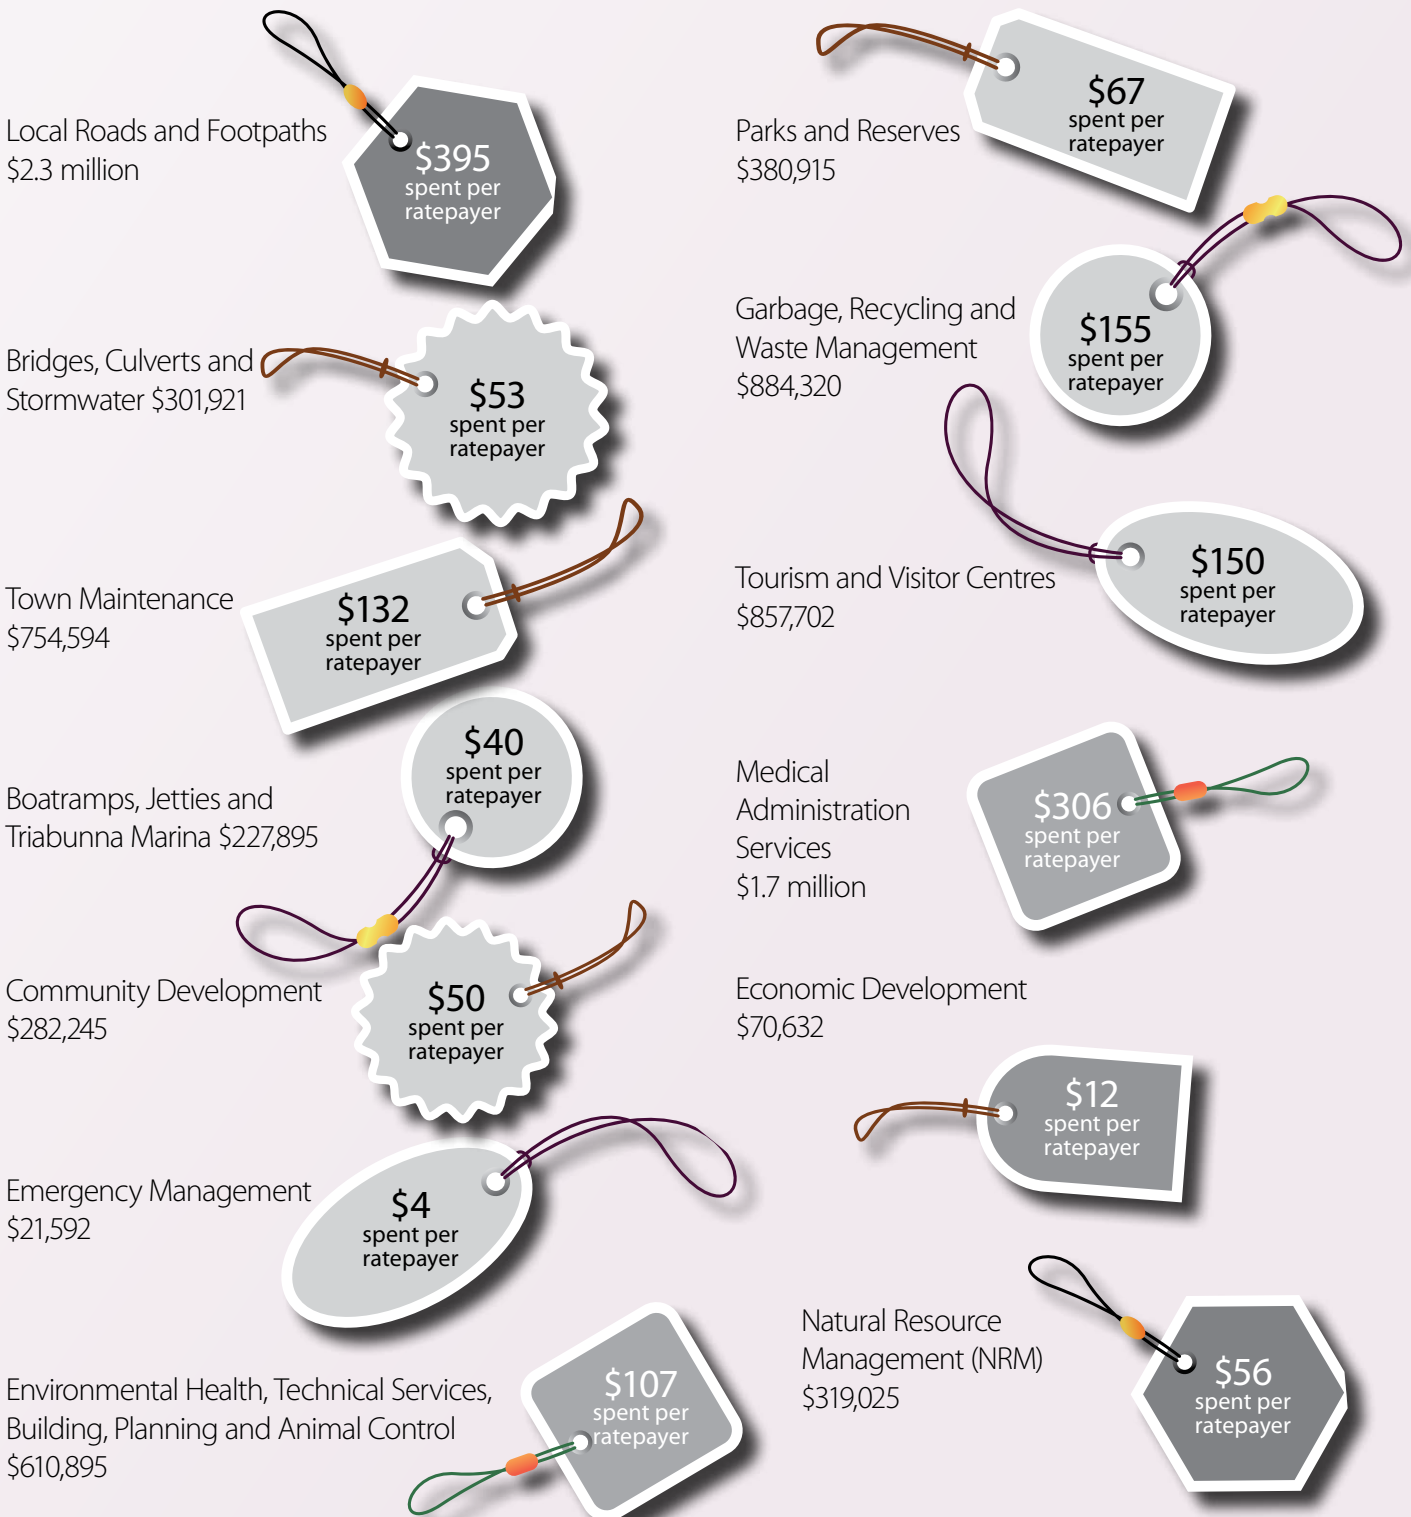 Local Roads and Footpaths
$2.3 million
$395
spent per
ratepayer
Bridges, Culverts and
Stormwater $301,921
$53
spent per
ratepayer
Town Maintenance
$754,594
$132
spent per
ratepayer
Boatramps, Jetties and
Triabunna Marina $227,895
$40
spent per
ratepayer
Community Development
$282,245
$50
spent per
ratepayer
Emergency Management
$21,592
$4
spent per
ratepayer
Environmental Health, Technical Services,
Building, Planning and Animal Control
$610,895
$107
spent per
ratepayer
Parks and Reserves
$380,915
$67
spent per
ratepayer
Garbage, Recycling and
Waste Management
$884,320
$155
spent per
ratepayer
Tourism and Visitor Centres
$857,702
$150
spent per
ratepayer
Medical
Administration
Services
$1.7 million
$306
spent per
ratepayer
Economic Development
$70,632
$12
spent per
ratepayer
Natural Resource
Management (NRM)
$319,025
$56
spent per
ratepayer